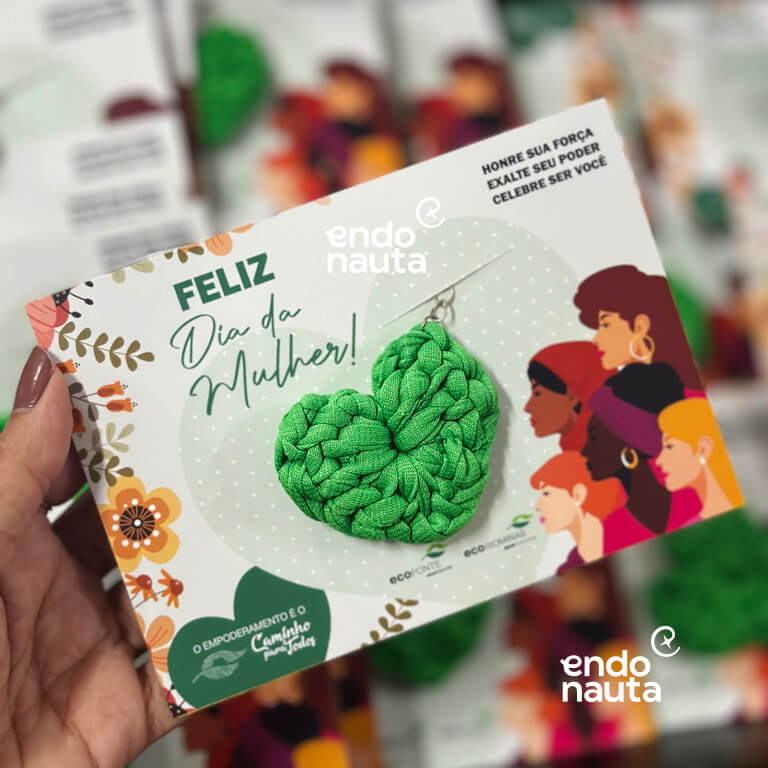 HONRE SUA FORÇA
EXALTE SEU PODER
CELEBRE SER VOCÊ
endo
nauta
FELIZ
Dia da
Mulher!
ecoPONTE
ecoRIOMINAS
O EMPODERAMENTO É O
Caminho
para Todos
endo
nauta